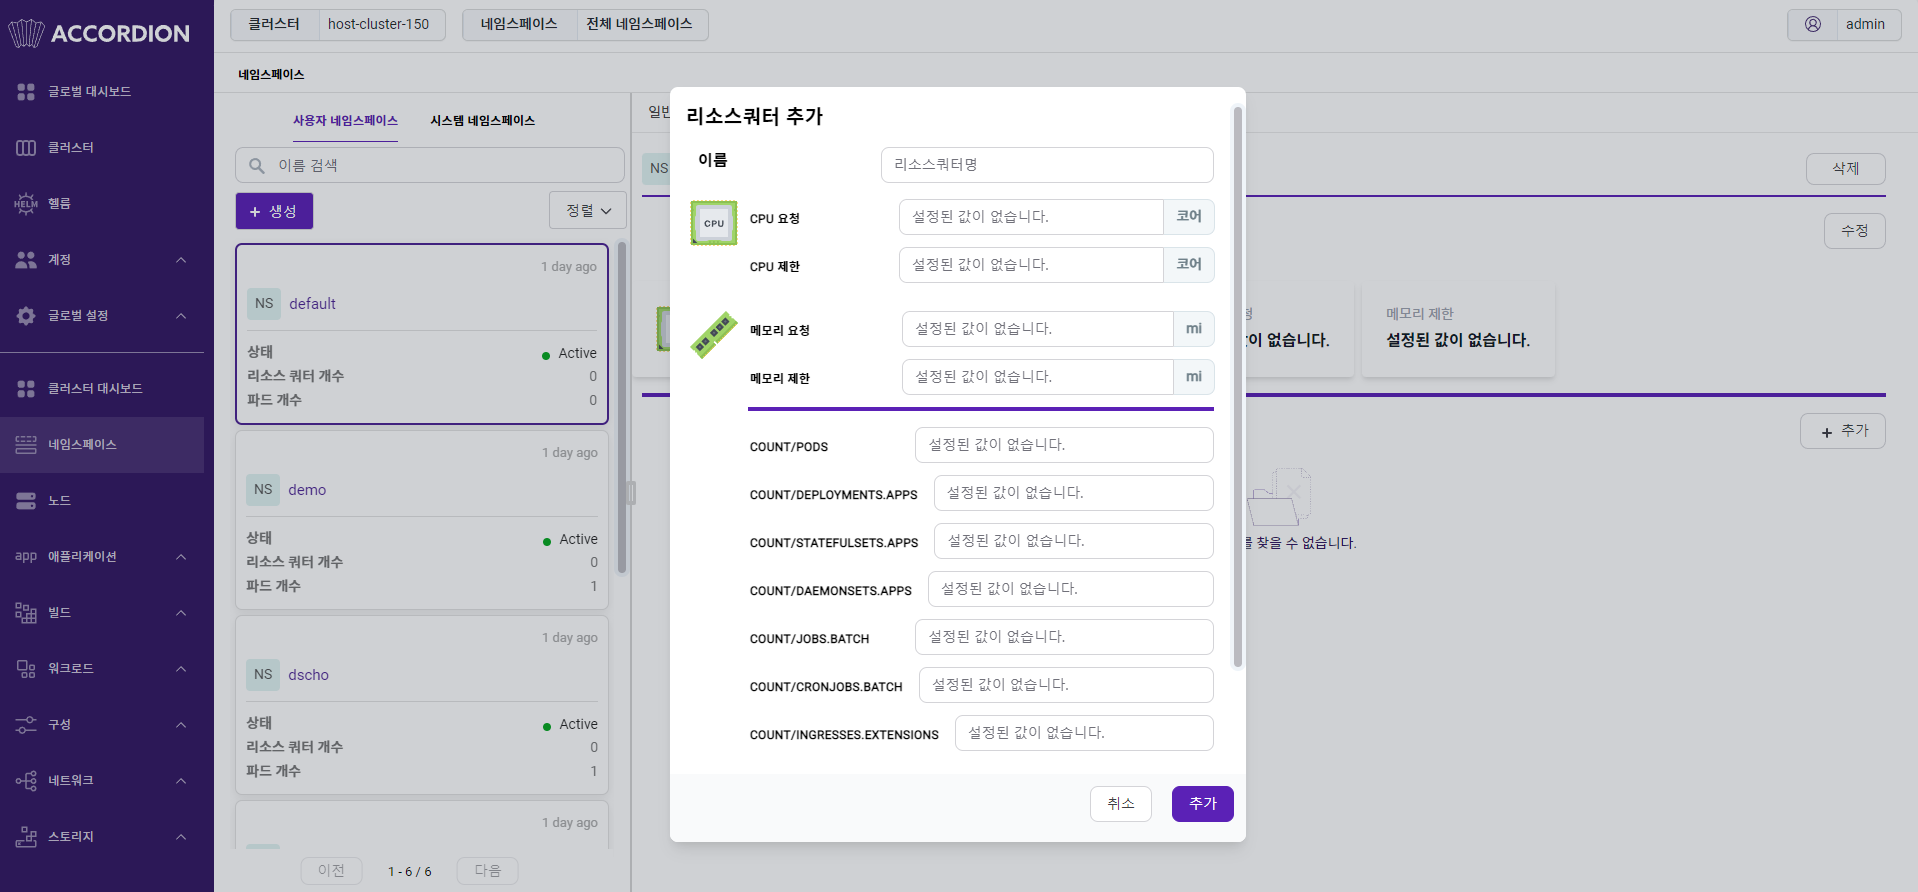 ACCORDION
글로벌 대시보드
클러스터
HELM 헬름
계정
글로벌 설정
클러스터 대시보드
네임스페이스
노드
app 애플리케이션
빌드
워크로드
구성
네트워크
스토리지
클러스터 host-cluster-150 네임스페이스 전체 네임스페이스 admin
네임스페이스
사용자 네임스페이스 시스템 네임스페이스
이름 검색
+ 생성 정렬
1 day ago
NS default
상태 Active
리소스 쿼터 개수 0
파드 개수 0
1 day ago
NS demo
상태 Active
리소스 쿼터 개수 0
파드 개수 1
1 day ago
NS dscho
상태 Active
리소스 쿼터 개수 0
파드 개수 1
1 day ago
이전 1 - 6 / 6 다음
일반
NS
삭제
수정
메모리 제한
설정된 값이 없습니다.
이 없습니다.
+ 추가
를 찾을 수 없습니다.
리소스쿼터 추가
이름 리소스쿼터명
CPU
CPU 요청 설정된 값이 없습니다. 코어
CPU 제한 설정된 값이 없습니다. 코어
메모리 요청 설정된 값이 없습니다. mi
메모리 제한 설정된 값이 없습니다. mi
COUNT/PODS 설정된 값이 없습니다.
COUNT/DEPLOYMENTS.APPS 설정된 값이 없습니다.
COUNT/STATEFULSETS.APPS 설정된 값이 없습니다.
COUNT/DAEMONSETS.APPS 설정된 값이 없습니다.
COUNT/JOBS.BATCH 설정된 값이 없습니다.
COUNT/CRONJOBS.BATCH 설정된 값이 없습니다.
COUNT/INGRESSES.EXTENSIONS 설정된 값이 없습니다.
취소 추가